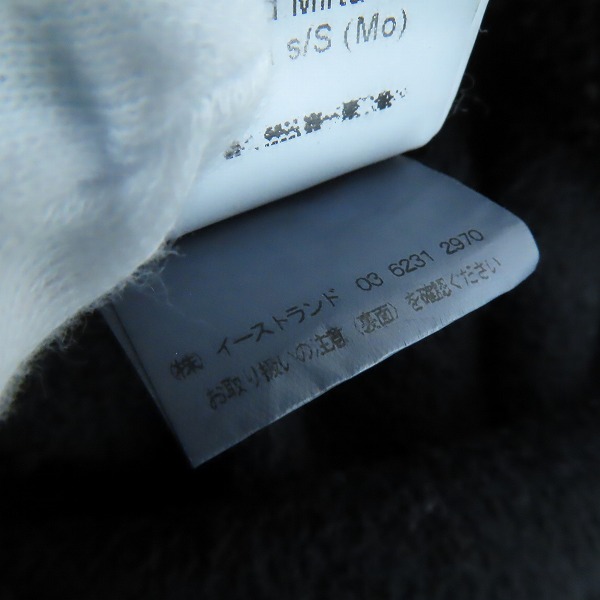 s/S (Mo)
(株) イーストランド 03 6231 2970
お取り扱いの注意 (裏面) を確認ください